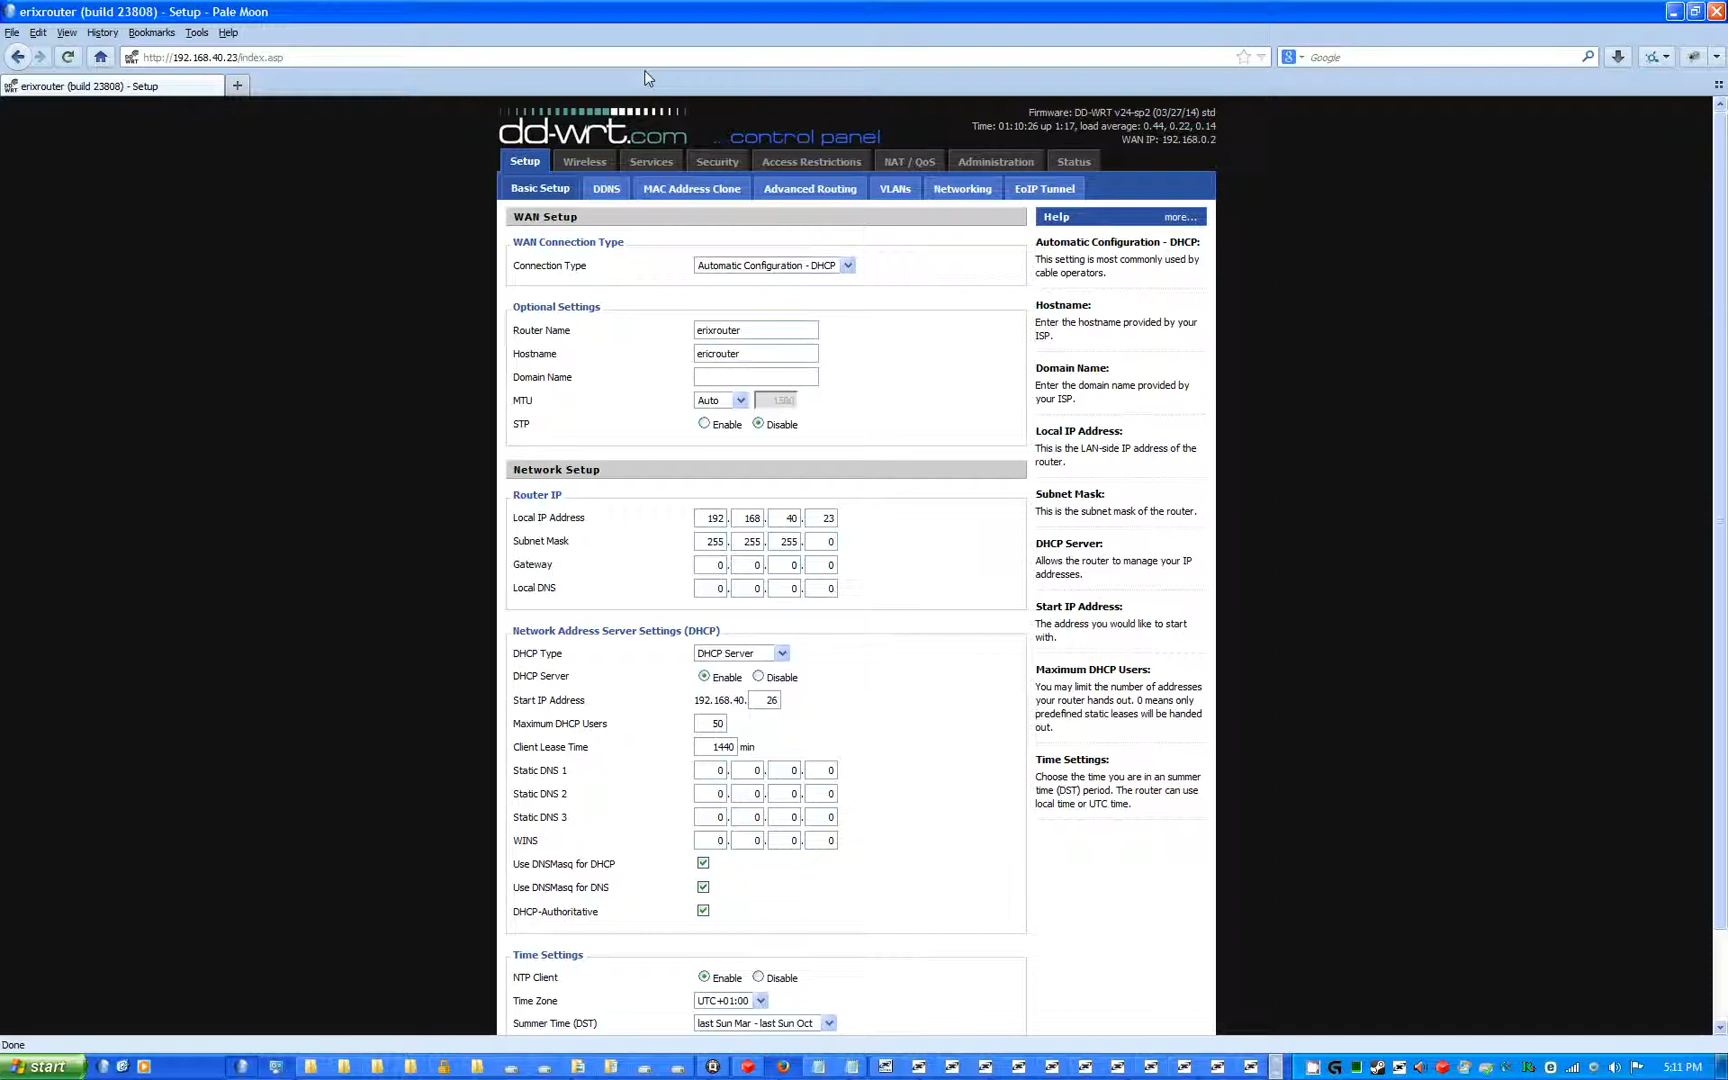 erixrouter (build 23808) - Setup - Pale Moon
File Edit View History Bookmarks Tools Help
http://192.168.40.23/index.asp
Google
erixrouter (build 23808) - Setup
dd-wrt.com ... control panel
Firmware: DD-WRT v24-sp2 (03/27/14) std
Time: 01:10:26 up 1:17, load average: 0.44, 0.22, 0.14
WAN IP: 192.168.0.2
Setup Wireless Services Security Access Restrictions NAT / QoS Administration Status
Basic Setup DDNS MAC Address Clone Advanced Routing VLANs Networking EoIP Tunnel
WAN Setup
WAN Connection Type
Connection Type Automatic Configuration - DHCP
Optional Settings
Router Name erixrouter
Hostname ericrouter
Domain Name
MTU Auto
STP Enable Disable
Network Setup
Router IP
Local IP Address 192. 168. 40. 23
Subnet Mask 255. 255. 255. 0
Gateway 0. 0. 0. 0
Local DNS 0. 0. 0. 0
Network Address Server Settings (DHCP)
DHCP Type DHCP Server
DHCP Server Enable Disable
Start IP Address 192.168.40. 26
Maximum DHCP Users 50
Client Lease Time 1440 min
Static DNS 1 0. 0. 0. 0
Static DNS 2 0. 0. 0. 0
Static DNS 3 0. 0. 0. 0
WINS 0. 0. 0. 0
Use DNSMasq for DHCP
Use DNSMasq for DNS
DHCP-Authoritative
Time Settings
NTP Client Enable Disable
Time Zone UTC+01:00
Summer Time (DST) last Sun Mar - last Sun Oct
Help more...
Automatic Configuration - DHCP:
This setting is most commonly used by
cable operators.
Hostname:
Enter the hostname provided by your
ISP.
Domain Name:
Enter the domain name provided by
your ISP.
Local IP Address:
This is the LAN-side IP address of the
router.
Subnet Mask:
This is the subnet mask of the router.
DHCP Server:
Allows the router to manage your IP
addresses.
Start IP Address:
The address you would like to start
with.
Maximum DHCP Users:
You may limit the number of addresses
your router hands out. 0 means only
predefined static leases will be handed
out.
Time Settings:
Choose the time you are in an summer
time (DST) period. The router can use
local time or UTC time.
Done
start
5:11 PM